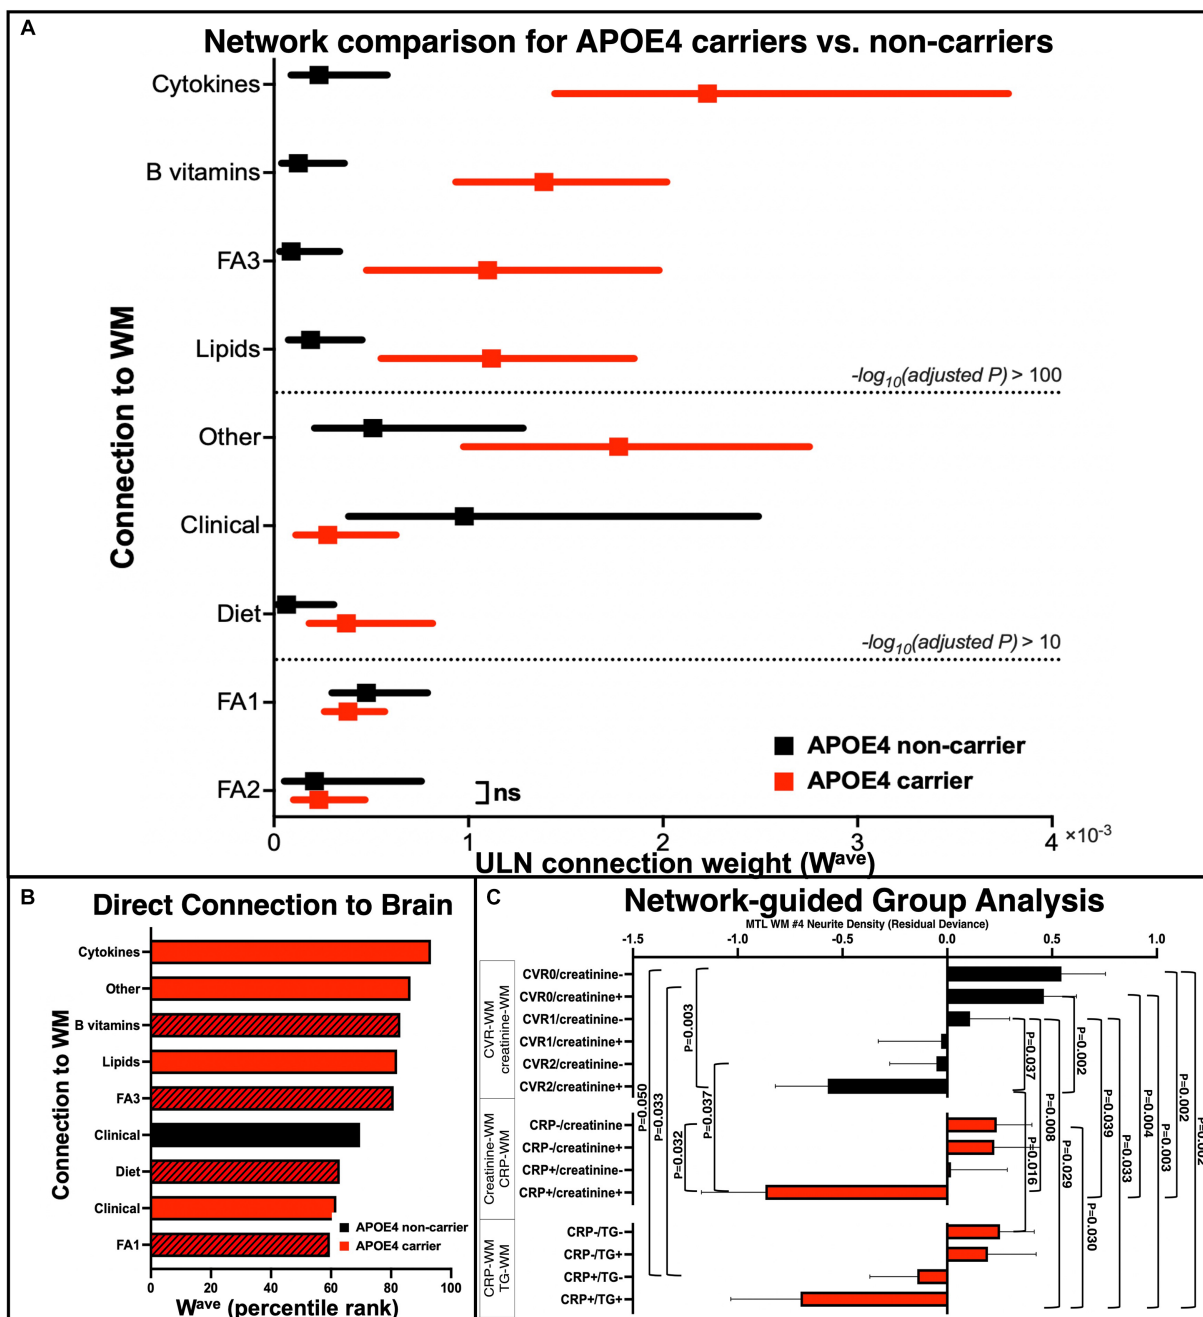 A
Network comparison for APOE4 carriers vs. non-carriers
Connection to WM
Cytokines
B vitamins
FA3
Lipids
-log10(adjusted P) > 100
Other
Clinical
Diet
-log10(adjusted P) > 10
FA1
FA2
ns
APOE4 non-carrier
APOE4 carrier
0 1 2 3 4 ×10-3
ULN connection weight (Wave)
B
Direct Connection to Brain
Connection to WM
Cytokines
Other
B vitamins
Lipids
FA3
Clinical
Diet
Clinical
FA1
APOE4 non-carrier
APOE4 carrier
0 20 40 60 80 100
Wave (percentile rank)
C
Network-guided Group Analysis
MTL WM #4 Neurite Density (Residual Deviance)
-1.5 -1.0 -0.5 0.0 0.5 1.0
CVR-WM
creatinine-WM
CVR0/creatinine-
CVR0/creatinine+
CVR1/creatinine-
CVR1/creatinine+
CVR2/creatinine-
CVR2/creatinine+
Creatinine-WM
CRP-WM
CRP-/creatinine
CRP-/creatinine+
CRP+/creatinine-
CRP+/creatinine+
CRP-WM
TG-WM
CRP-/TG-
CRP-/TG+
CRP+/TG-
CRP+/TG+
P=0.050
P=0.033
P=0.032
P=0.003
P=0.037
P=0.037
P=0.016
P=0.008
P=0.029
P=0.002
P=0.030
P=0.039
P=0.033
P=0.004
P=0.003
P=0.002
P=0.002